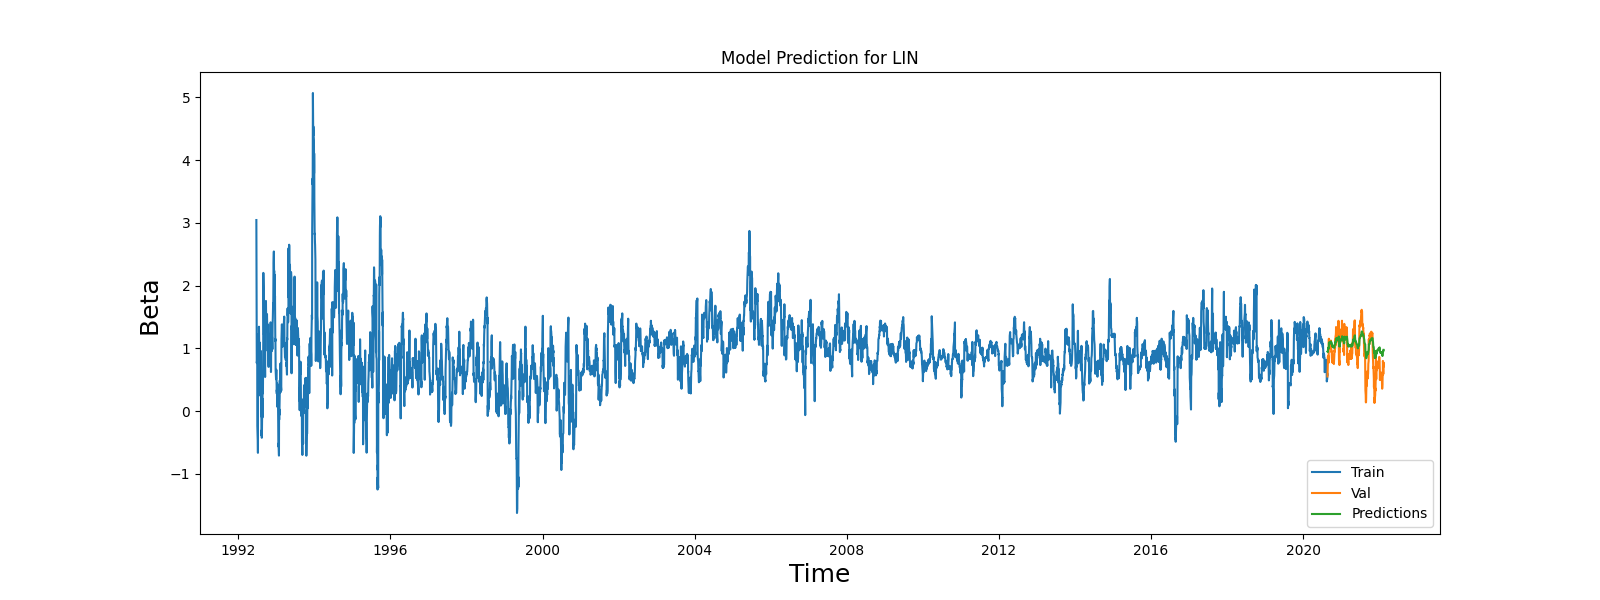 Model Prediction for LIN
Beta
5
4
3
2
1
0
−1
Train
Val
Predictions
1992 1996 2000 2004 2008 2012 2016 2020
Time